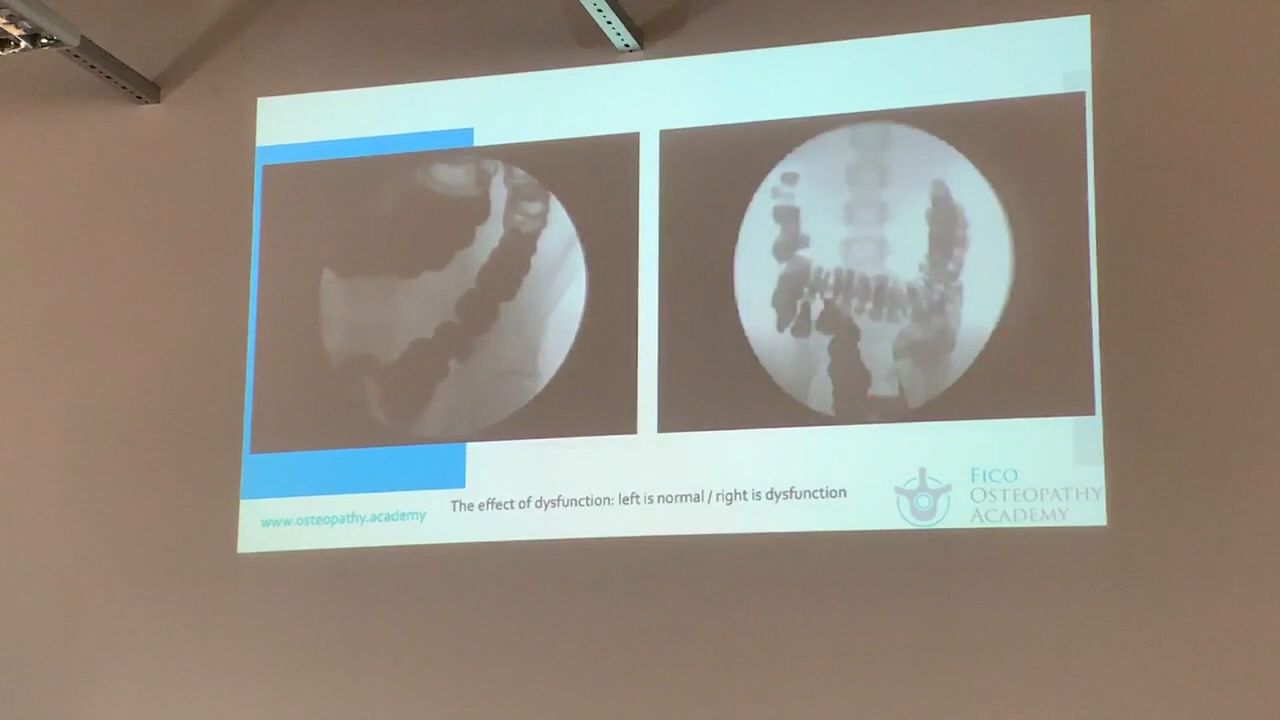 The effect of dysfunction: left is normal / right is dysfunction
www.osteopathy.academy
FICO
OSTEOPATHY
ACADEMY